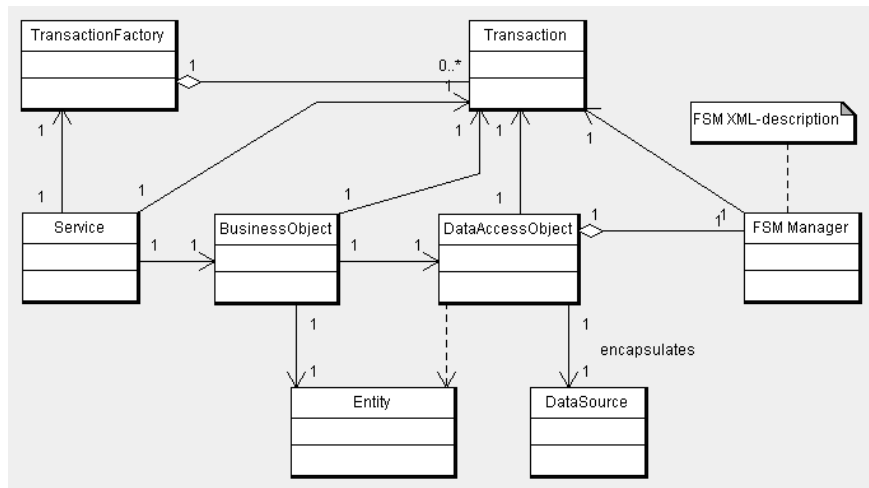 TransactionFactory
Transaction
1
0..*
1
FSM XML-description
1
1
1
1
1
1
1
1
1
1
1
Service
BusinessObject
DataAccessObject
FSM Manager
1
1
1
1
1
1
encapsulates
1
1
Entity
DataSource